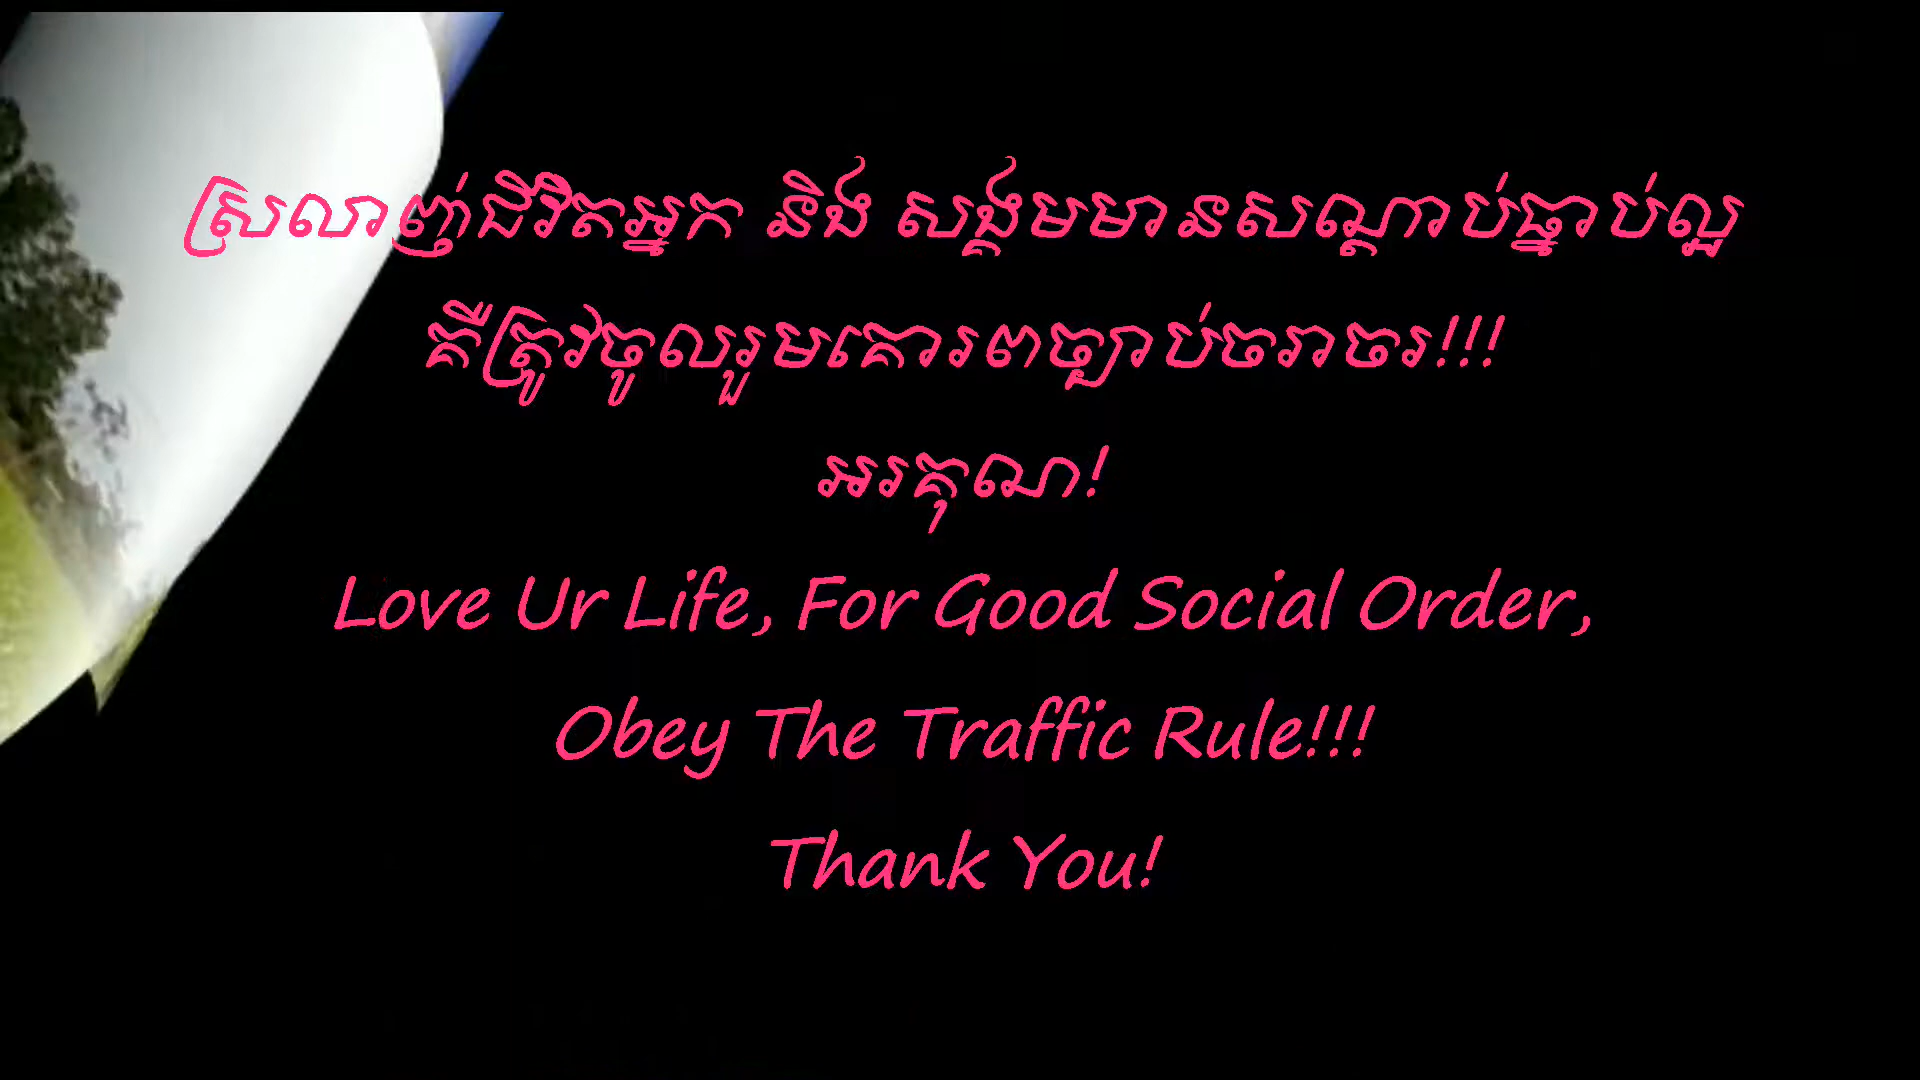 ស្រលាញ់ជីវិតអ្នក និង សង្គមមានសណ្ដាប់ធ្នាប់ល្អ
គឺត្រូវចូលរួមគោរពច្បាប់ចរាចរ!!!
អរគុណ!
Love Ur Life, For Good Social Order,
Obey The Traffic Rule!!!
Thank You!